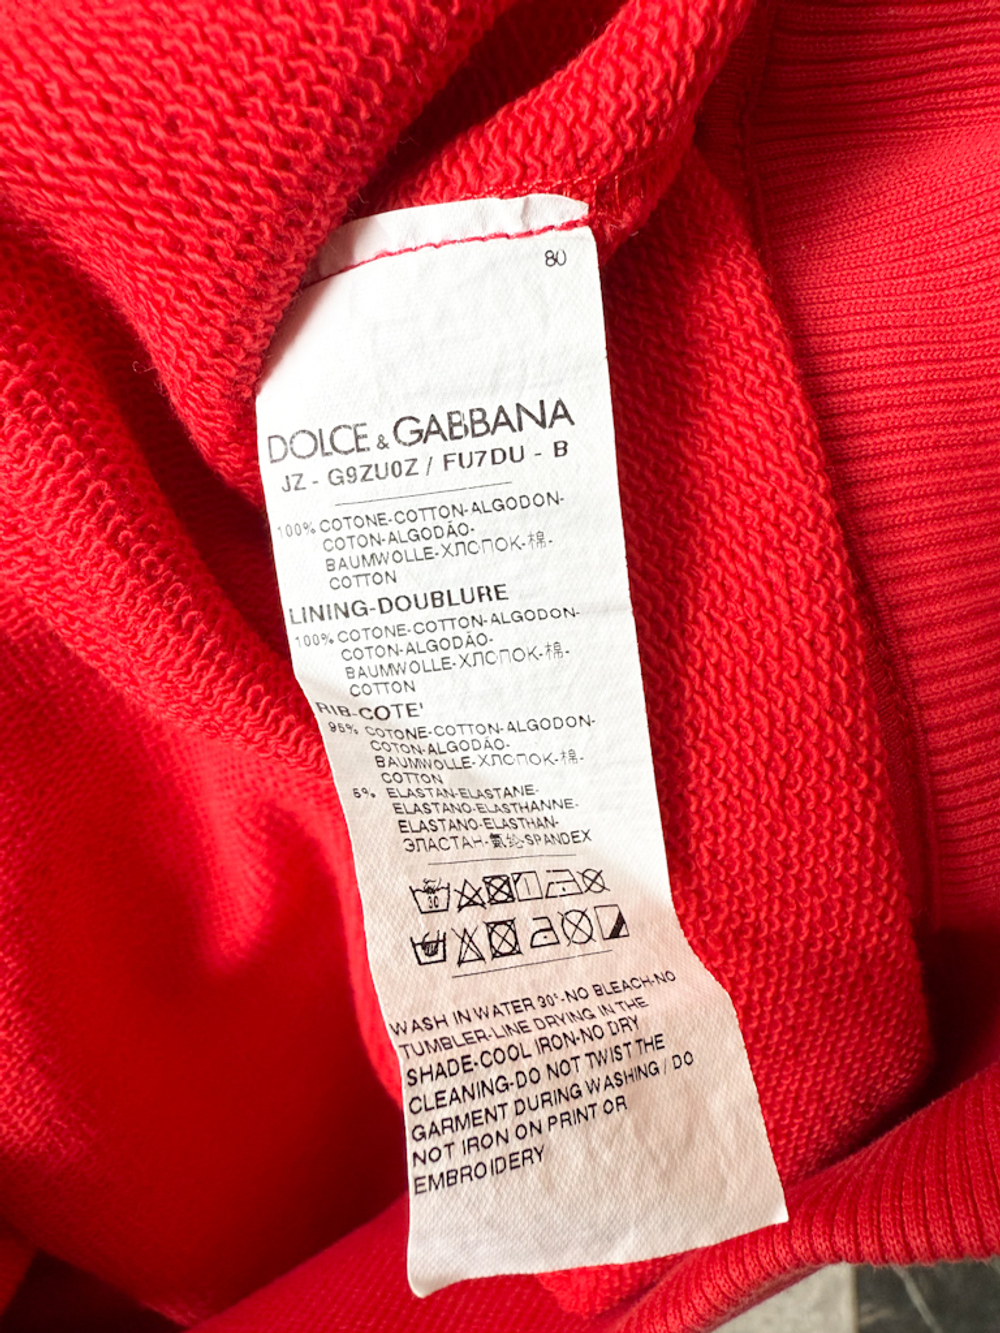 80
DOLCE & GABBANA
JZ - G9ZU0Z / FU7DU - B
100% COTONE-COTTON-ALGODON-
COTON-ALGODÃO-
BAUMWOLLE-ХЛОПОК-棉-
COTTON
LINING-DOUBLURE
100% COTONE-COTTON-ALGODON-
COTON-ALGODÃO-
BAUMWOLLE-ХЛОПОК-棉-
COTTON
RIB-COTE'
95% COTONE-COTTON-ALGODON-
COTON-ALGODÃO-
BAUMWOLLE-ХЛОПОК-棉-
COTTON
5% ELASTAN-ELASTANE-
ELASTANO-ELASTHANNE-
ELASTANO-ELASTHAN-
ЭЛАСТАН-氨纶-SPANDEX
30
WASH IN WATER 30°-NO BLEACH-NO
TUMBLER-LINE DRYING IN THE
SHADE-COOL IRON-NO DRY
CLEANING-DO NOT TWIST THE
GARMENT DURING WASHING / DO
NOT IRON ON PRINT OR
EMBROIDERY